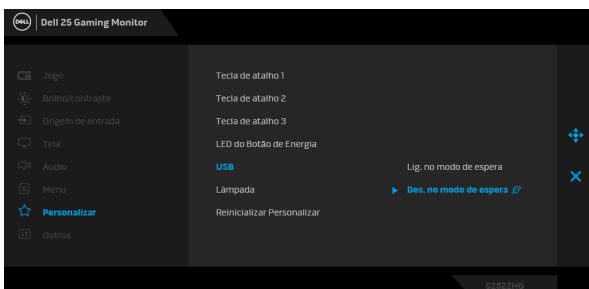 DELL Dell 25 Gaming Monitor
Jogo
Brilho/contraste
Origem de entrada
Tela
Áudio
Menu
Personalizar
Outros
Tecla de atalho 1
Tecla de atalho 2
Tecla de atalho 3
LED do Botão de Energia
USB
Lig. no modo de espera
Lâmpada
Des. no modo de espera
Reinicializar Personalizar
S2522HG